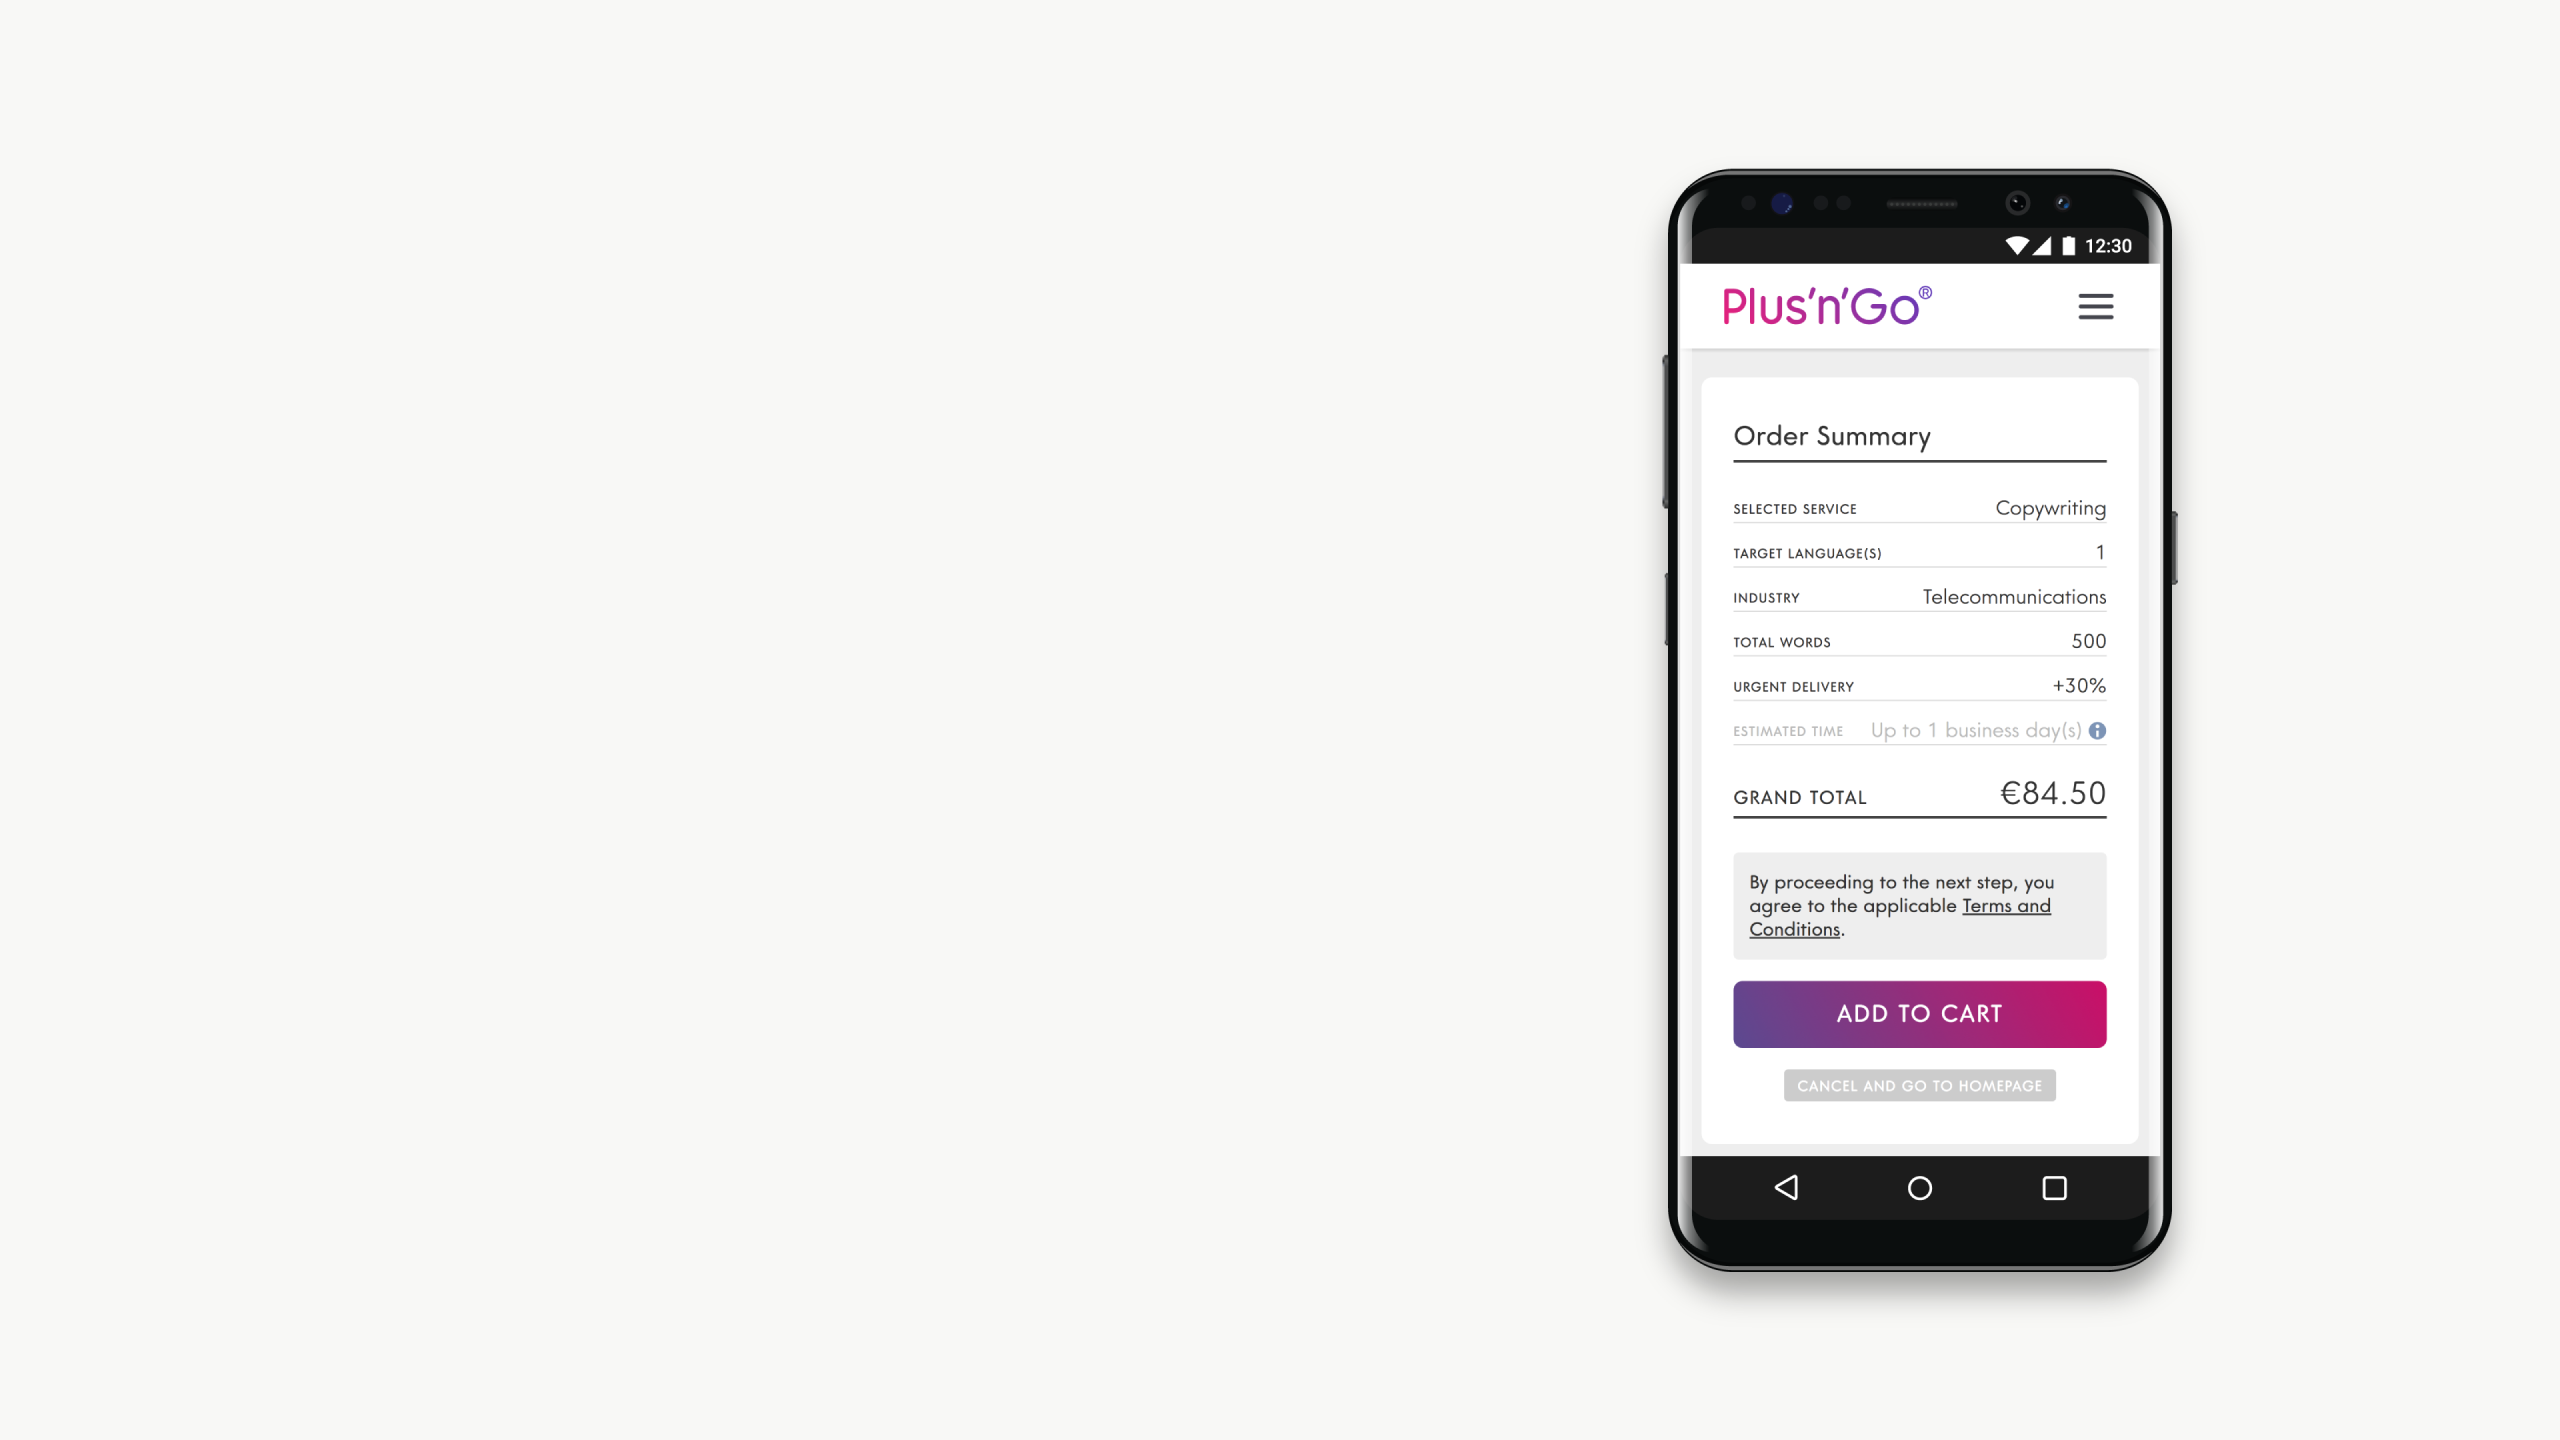 12:30
Plus'n'Go®
Order Summary
SELECTED SERVICE Copywriting
TARGET LANGUAGE(S) 1
INDUSTRY Telecommunications
TOTAL WORDS 500
URGENT DELIVERY +30%
ESTIMATED TIME Up to 1 business day(s)
GRAND TOTAL €84.50
By proceeding to the next step, you
agree to the applicable Terms and
Conditions.
ADD TO CART
CANCEL AND GO TO HOMEPAGE